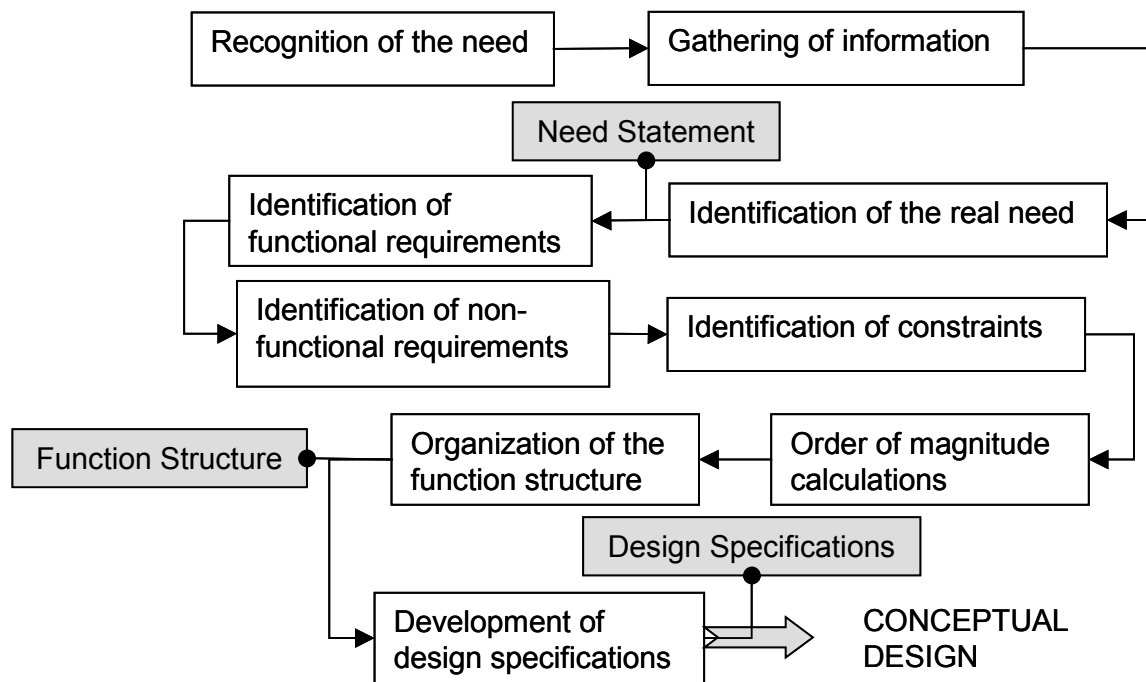 Recognition of the need
Gathering of information
Need Statement
Identification of
functional requirements
Identification of the real need
Identification of non-
functional requirements
Identification of constraints
Function Structure
Organization of the
function structure
Order of magnitude
calculations
Design Specifications
Development of
design specifications
CONCEPTUAL
DESIGN